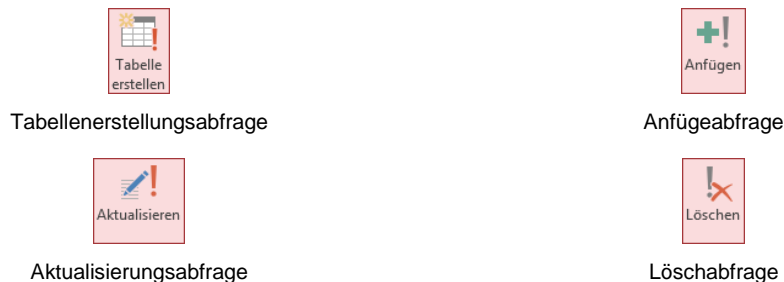 Tabelle
erstellen
Anfügen
Tabellenerstellungsabfrage
Anfügeabfrage
Aktualisieren
Löschen
Aktualisierungsabfrage
Löschabfrage